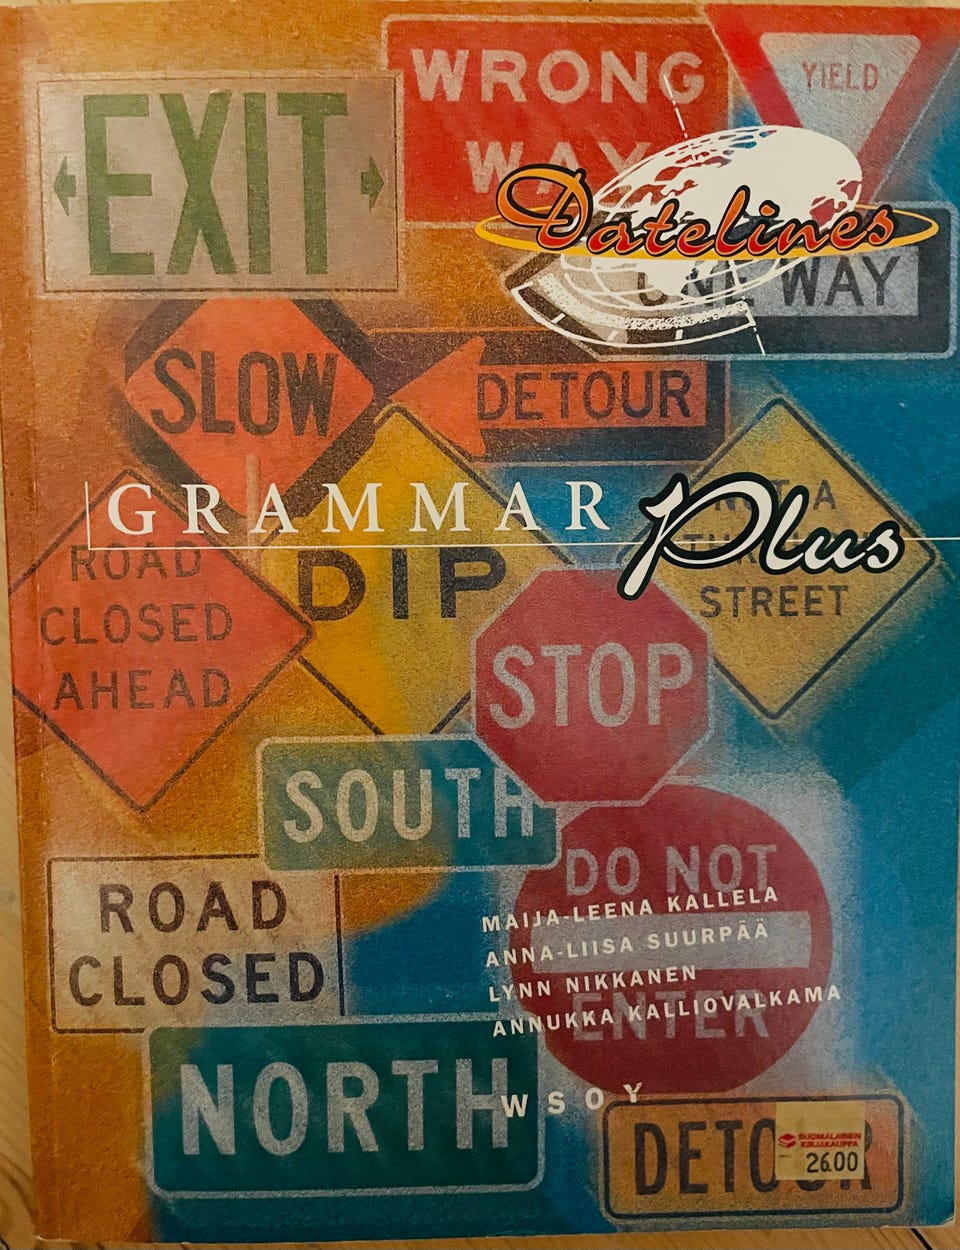 WRONG
WAY
YIELD
EXIT
Datelines
ONE WAY
SLOW
DETOUR
GRAMMAR Plus
NOT A
STREET
ROAD
CLOSED
AHEAD
DIP
STOP
SOUTH
DO NOT
ENTER
MAIJA-LEENA KALLELA
ANNA-LIISA SUURPÄÄ
LYNN NIKKANEN
ANNUKKA KALLIOVALKAMA
ROAD
CLOSED
NORTH
WSOY
DETOUR
SUOMALAINEN
KIRJAKAUPPA
26.00